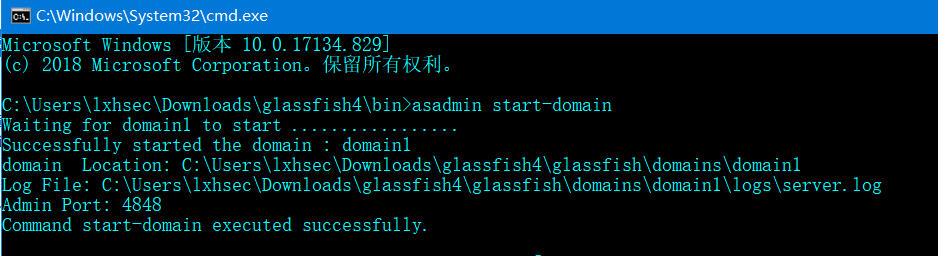 C:\Windows\System32\cmd.exe
Microsoft Windows [版本 10.0.17134.829]
(c) 2018 Microsoft Corporation。保留所有权利。
C:\Users\lxhsec\Downloads\glassfish4\bin>asadmin start-domain
Waiting for domain1 to start .................
Successfully started the domain : domain1
domain  Location: C:\Users\lxhsec\Downloads\glassfish4\glassfish\domains\domain1
Log File: C:\Users\lxhsec\Downloads\glassfish4\glassfish\domains\domain1\logs\server.log
Admin Port: 4848
Command start-domain executed successfully.